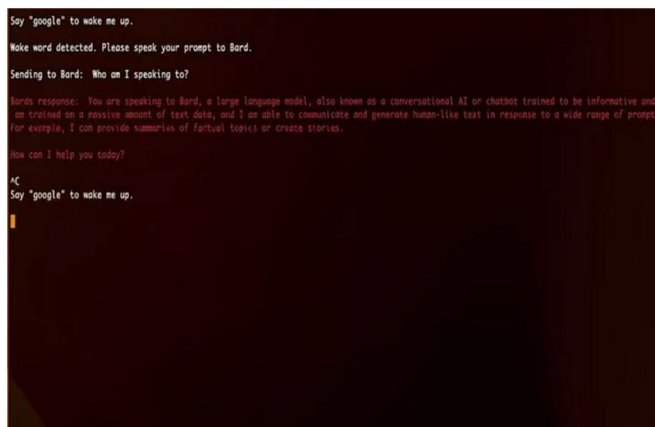 Say "google" to wake me up.
Wake word detected. Please speak your prompt to Bard.
Sending to Bard:  Who am I speaking to?
Bards response:  You are speaking to Bard, a large language model, also known as a conversational AI or chatbot trained to be informative and
am trained on a massive amount of text data, and I am able to communicate and generate human-like text in response to a wide range of prompt
For example, I can provide summaries of factual topics or create stories.
How can I help you today?
^C
Say "google" to wake me up.